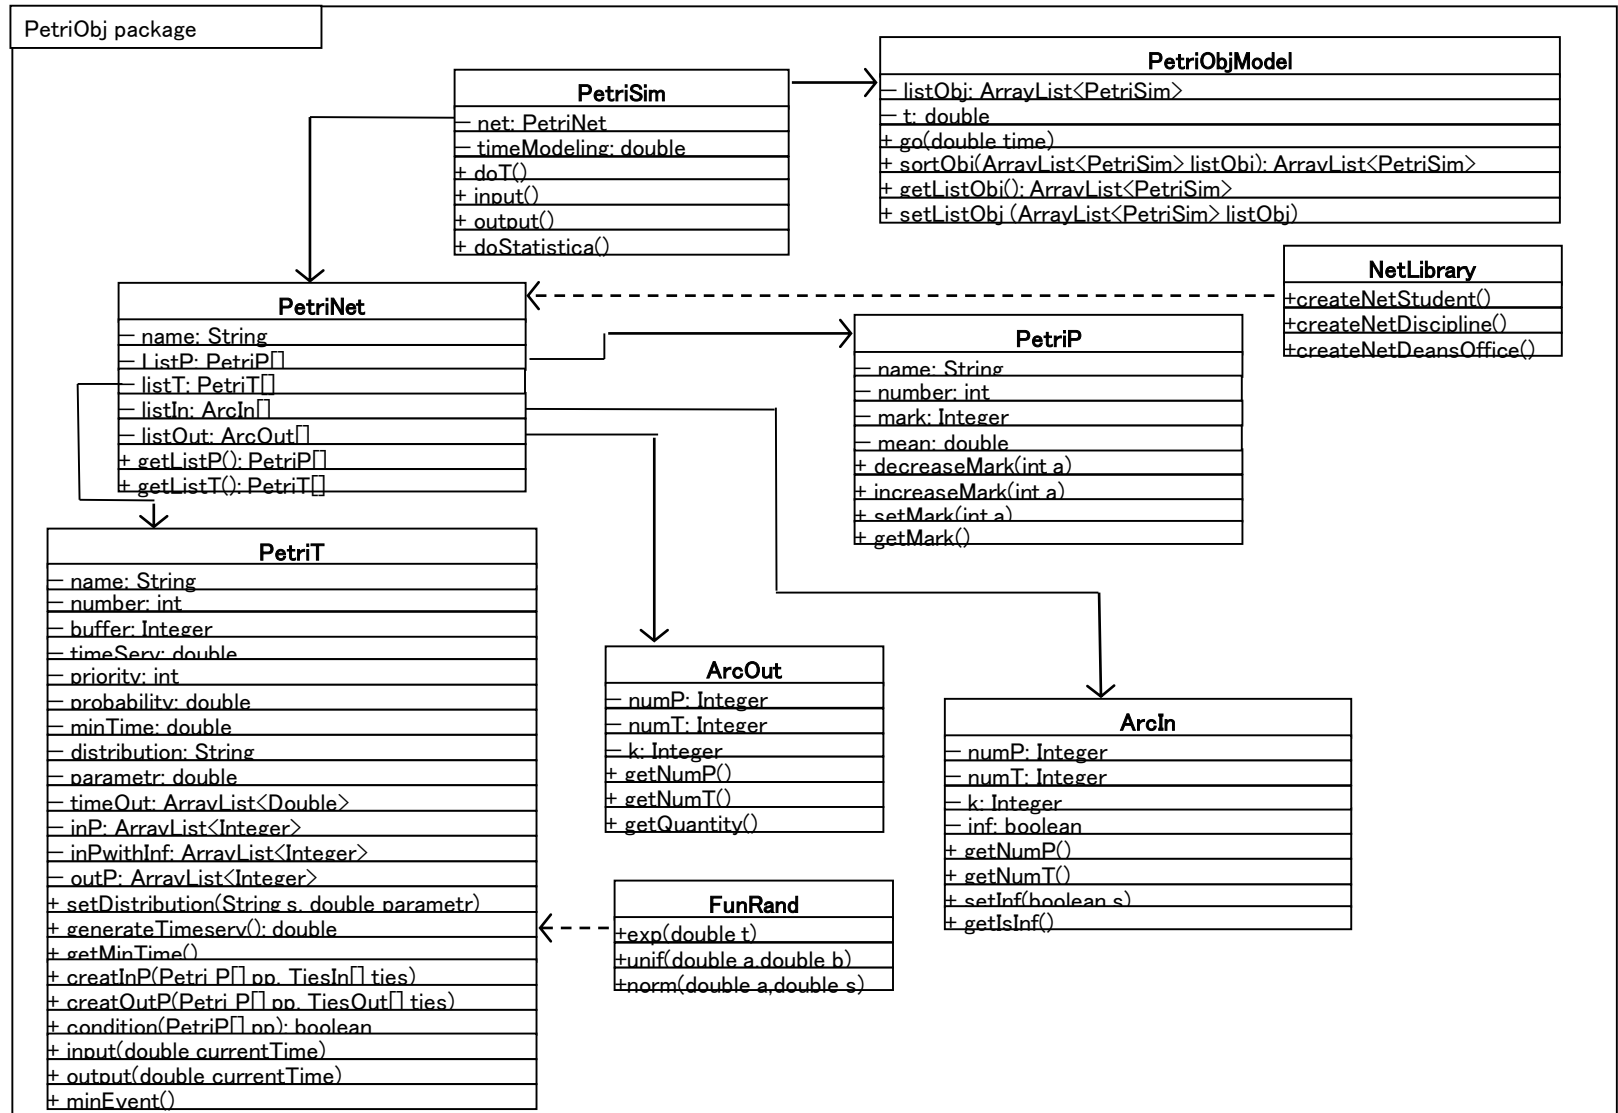 PetriObj package
PetriSim
— net: PetriNet
— timeModeling: double
+ doT()
+ input()
+ output()
+ doStatistica()
PetriObjModel
— listObj: ArrayList<PetriSim>
— t: double
+ go(double time)
+ sortObj(ArrayList<PetriSim> listObj): ArrayList<PetriSim>
+ getListObj(): ArrayList<PetriSim>
+ setListObj (ArrayList<PetriSim> listObj)
NetLibrary
+createNetStudent()
+createNetDiscipline()
+createNetDeansOffice()
PetriNet
— name: String
— ListP: PetriP[]
— listT: PetriT[]
— listIn: ArcIn[]
— listOut: ArcOut[]
+ getListP(): PetriP[]
+ getListT(): PetriT[]
PetriP
— name: String
— number: int
— mark: Integer
— mean: double
+ decreaseMark(int a)
+ increaseMark(int a)
+ setMark(int a)
+ getMark()
PetriT
— name: String
— number: int
— buffer: Integer
— timeServ: double
— priority: int
— probability: double
— minTime: double
— distribution: String
— parametr: double
— timeOut: ArrayList<Double>
— inP: ArrayList<Integer>
— inPwithInf: ArrayList<Integer>
— outP: ArrayList<Integer>
+ setDistribution(String s, double parametr)
+ generateTimeserv(): double
+ getMinTime()
+ creatInP(Petri P[] pp, TiesIn[] ties)
+ creatOutP(Petri P[] pp, TiesOut[] ties)
+ condition(PetriP[] pp): boolean
+ input(double currentTime)
+ output(double currentTime)
+ minEvent()
ArcOut
— numP: Integer
— numT: Integer
— k: Integer
+ getNumP()
+ getNumT()
+ getQuantity()
ArcIn
— numP: Integer
— numT: Integer
— k: Integer
— inf: boolean
+ getNumP()
+ getNumT()
+ setInf(boolean s)
+ getIsInf()
FunRand
+exp(double t)
+unif(double a,double b)
+norm(double a,double s)